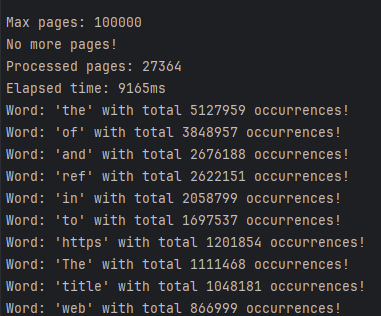 Max pages: 100000
No more pages!
Processed pages: 27364
Elapsed time: 9165ms
Word: 'the' with total 5127959 occurrences!
Word: 'of' with total 3848957 occurrences!
Word: 'and' with total 2676188 occurrences!
Word: 'ref' with total 2622151 occurrences!
Word: 'in' with total 2058799 occurrences!
Word: 'to' with total 1697537 occurrences!
Word: 'https' with total 1201854 occurrences!
Word: 'The' with total 1111468 occurrences!
Word: 'title' with total 1048181 occurrences!
Word: 'web' with total 866999 occurrences!